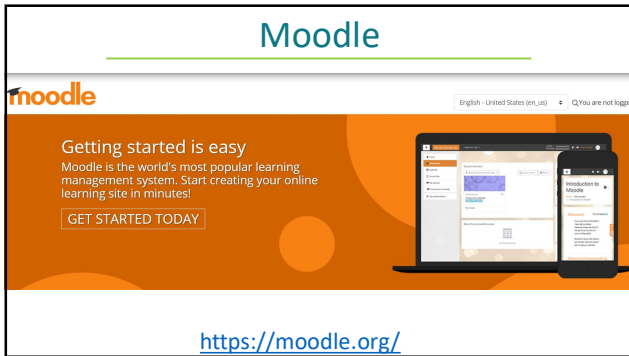 Moodle
moodle
English - United States (en_us)
You are not logge
Getting started is easy
Moodle is the world's most popular learning
management system. Start creating your online
learning site in minutes!
GET STARTED TODAY
Introduction to
Moodle
https://moodle.org/